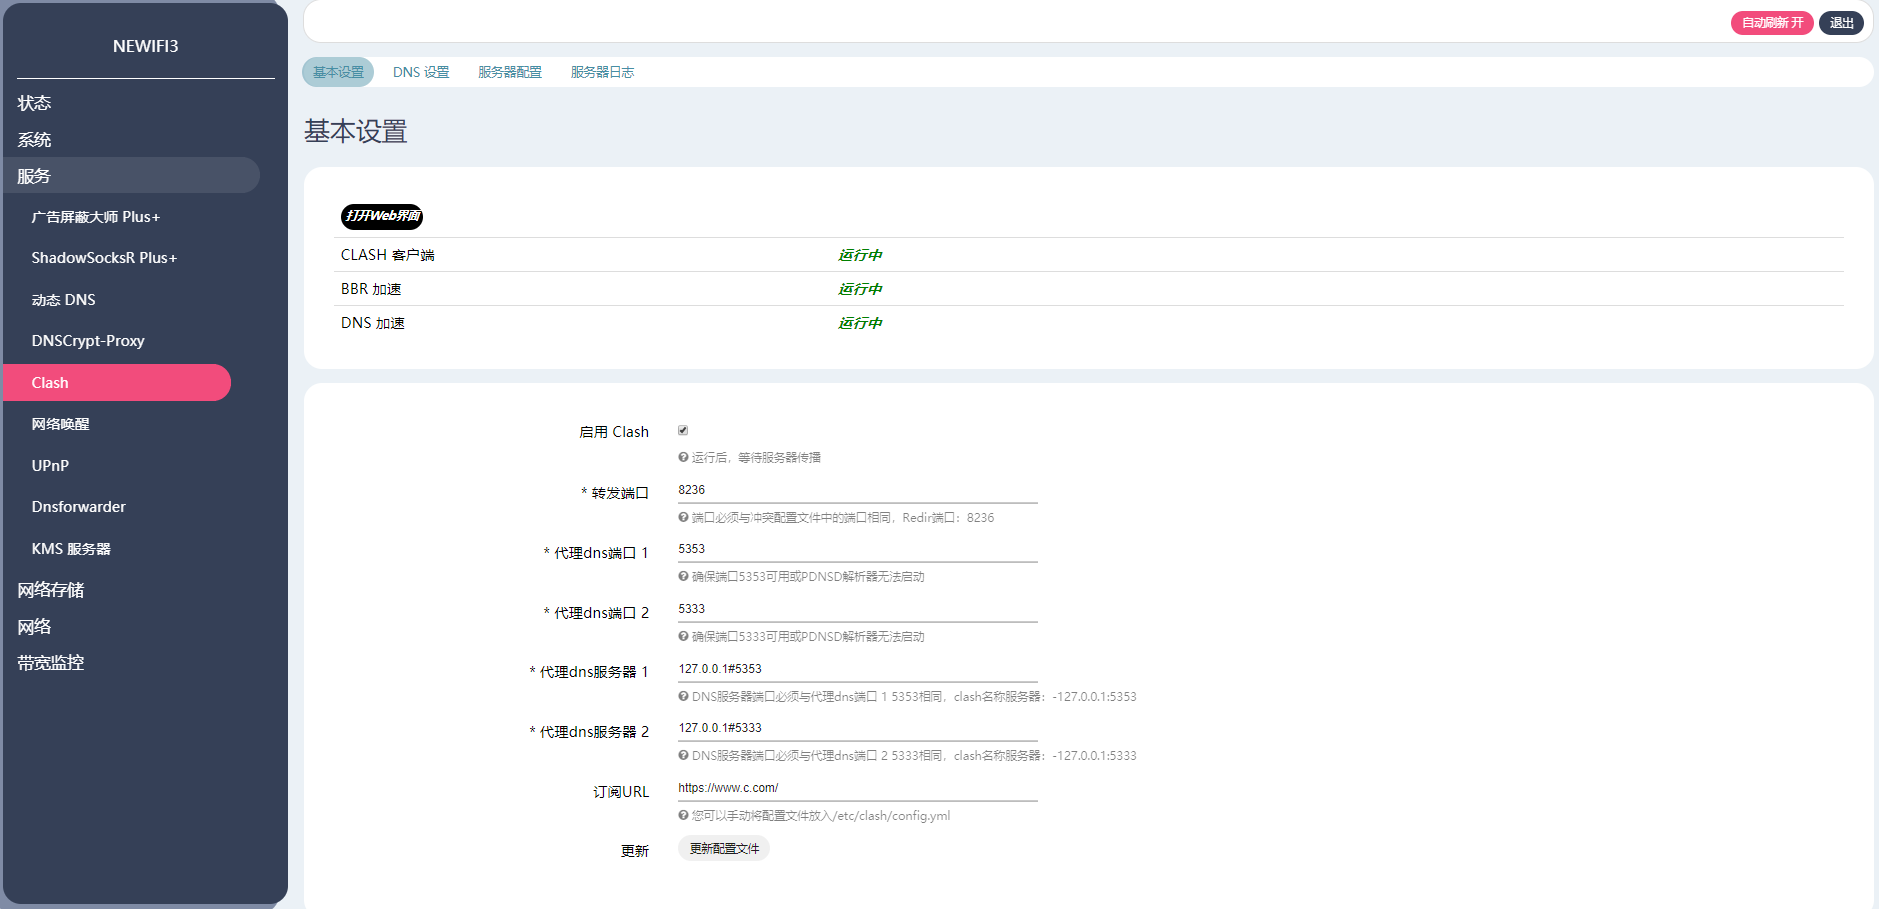 NEWIFI3
状态
系统
服务
广告屏蔽大师 Plus+
ShadowSocksR Plus+
动态 DNS
DNSCrypt-Proxy
Clash
网络唤醒
UPnP
Dnsforwarder
KMS 服务器
网络存储
网络
带宽监控
自动刷新 开 退出
基本设置 DNS 设置 服务器配置 服务器日志
基本设置
打开Web界面
CLASH 客户端 运行中
BBR 加速 运行中
DNS 加速 运行中
启用 Clash
运行后，等待服务器传播
* 转发端口 8236
端口必须与冲突配置文件中的端口相同，Redir端口：8236
* 代理dns端口 1 5353
确保端口5353可用或PDNSD解析器无法启动
* 代理dns端口 2 5333
确保端口5333可用或PDNSD解析器无法启动
* 代理dns服务器 1 127.0.0.1#5353
DNS服务器端口必须与代理dns端口 1 5353相同，clash名称服务器：-127.0.0.1:5353
* 代理dns服务器 2 127.0.0.1#5333
DNS服务器端口必须与代理dns端口 2 5333相同，clash名称服务器：-127.0.0.1:5333
订阅URL https://www.c.com/
您可以手动将配置文件放入/etc/clash/config.yml
更新 更新配置文件